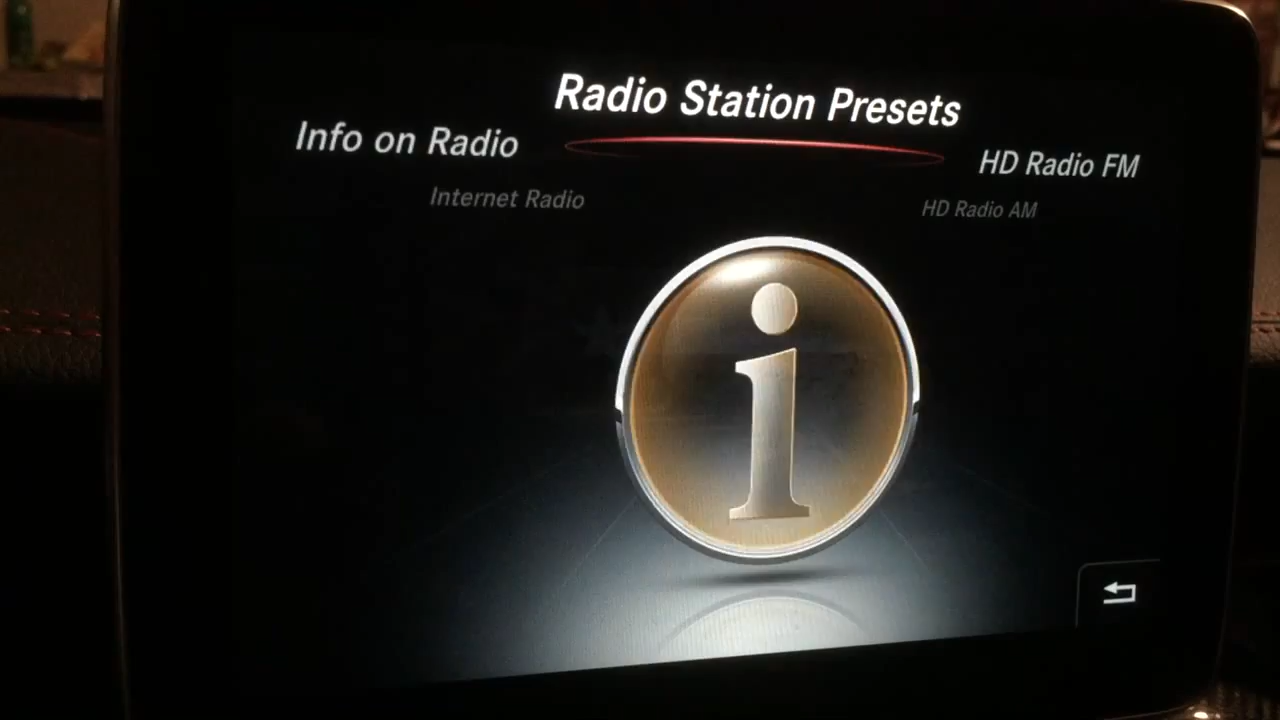 Radio Station Presets
Info on Radio
HD Radio FM
Internet Radio
HD Radio AM